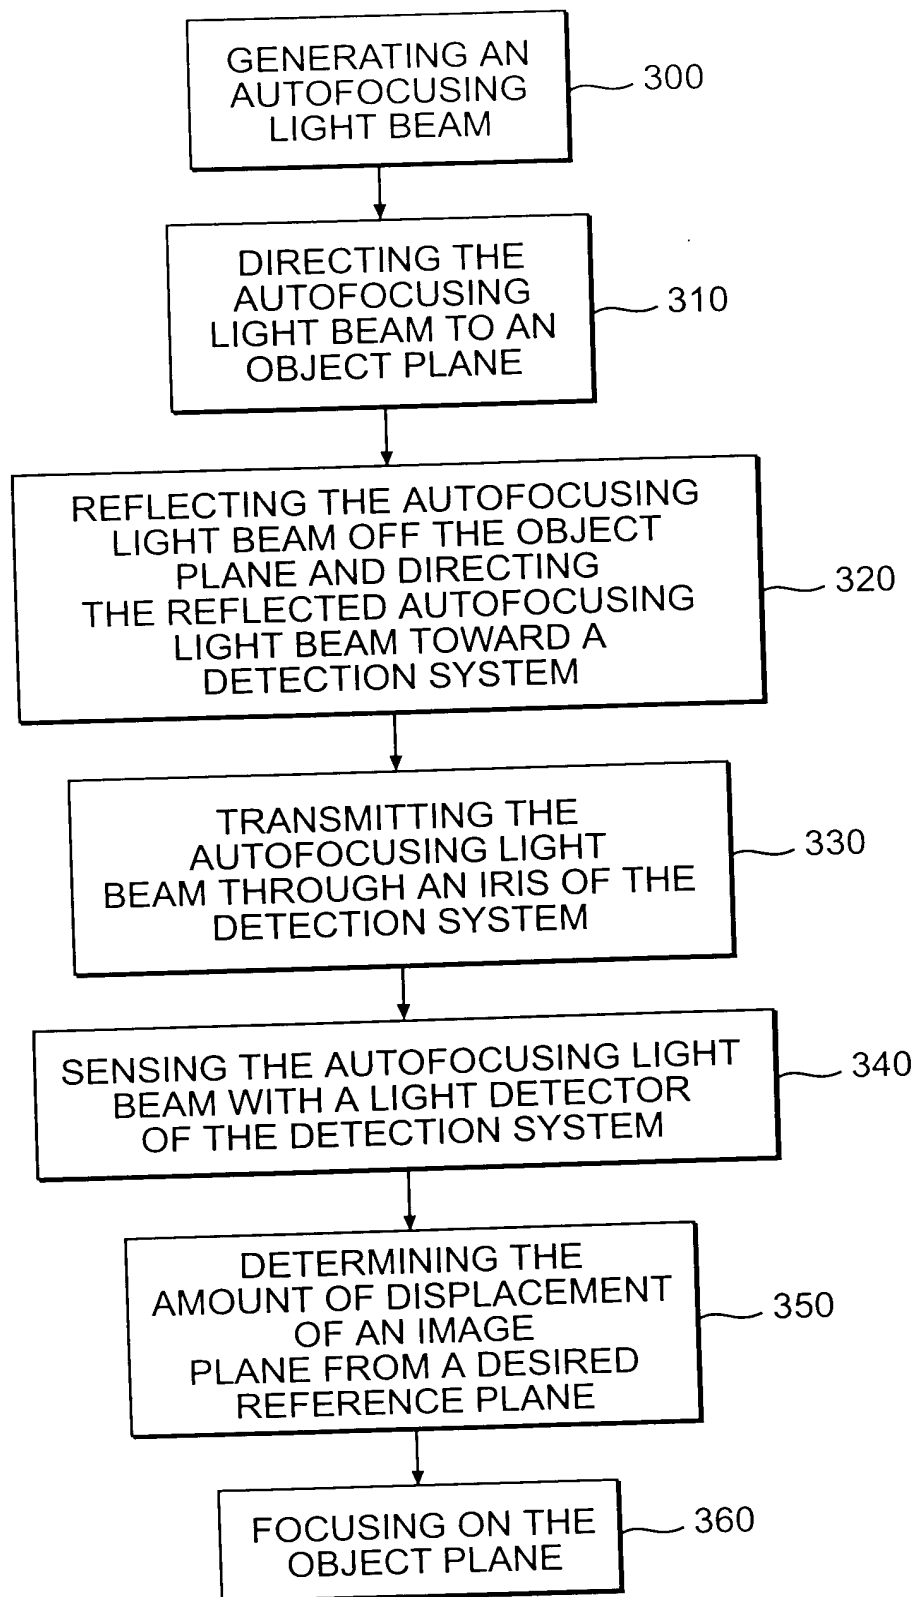 GENERATING AN
AUTOFOCUSING
LIGHT BEAM
300
DIRECTING THE
AUTOFOCUSING
LIGHT BEAM TO AN
OBJECT PLANE
310
REFLECTING THE AUTOFOCUSING
LIGHT BEAM OFF THE OBJECT
PLANE AND DIRECTING
THE REFLECTED AUTOFOCUSING
LIGHT BEAM TOWARD A
DETECTION SYSTEM
320
TRANSMITTING THE
AUTOFOCUSING LIGHT
BEAM THROUGH AN IRIS OF THE
DETECTION SYSTEM
330
SENSING THE AUTOFOCUSING LIGHT
BEAM WITH A LIGHT DETECTOR
OF THE DETECTION SYSTEM
340
DETERMINING THE
AMOUNT OF DISPLACEMENT
OF AN IMAGE
PLANE FROM A DESIRED
REFERENCE PLANE
350
FOCUSING ON THE
OBJECT PLANE
360